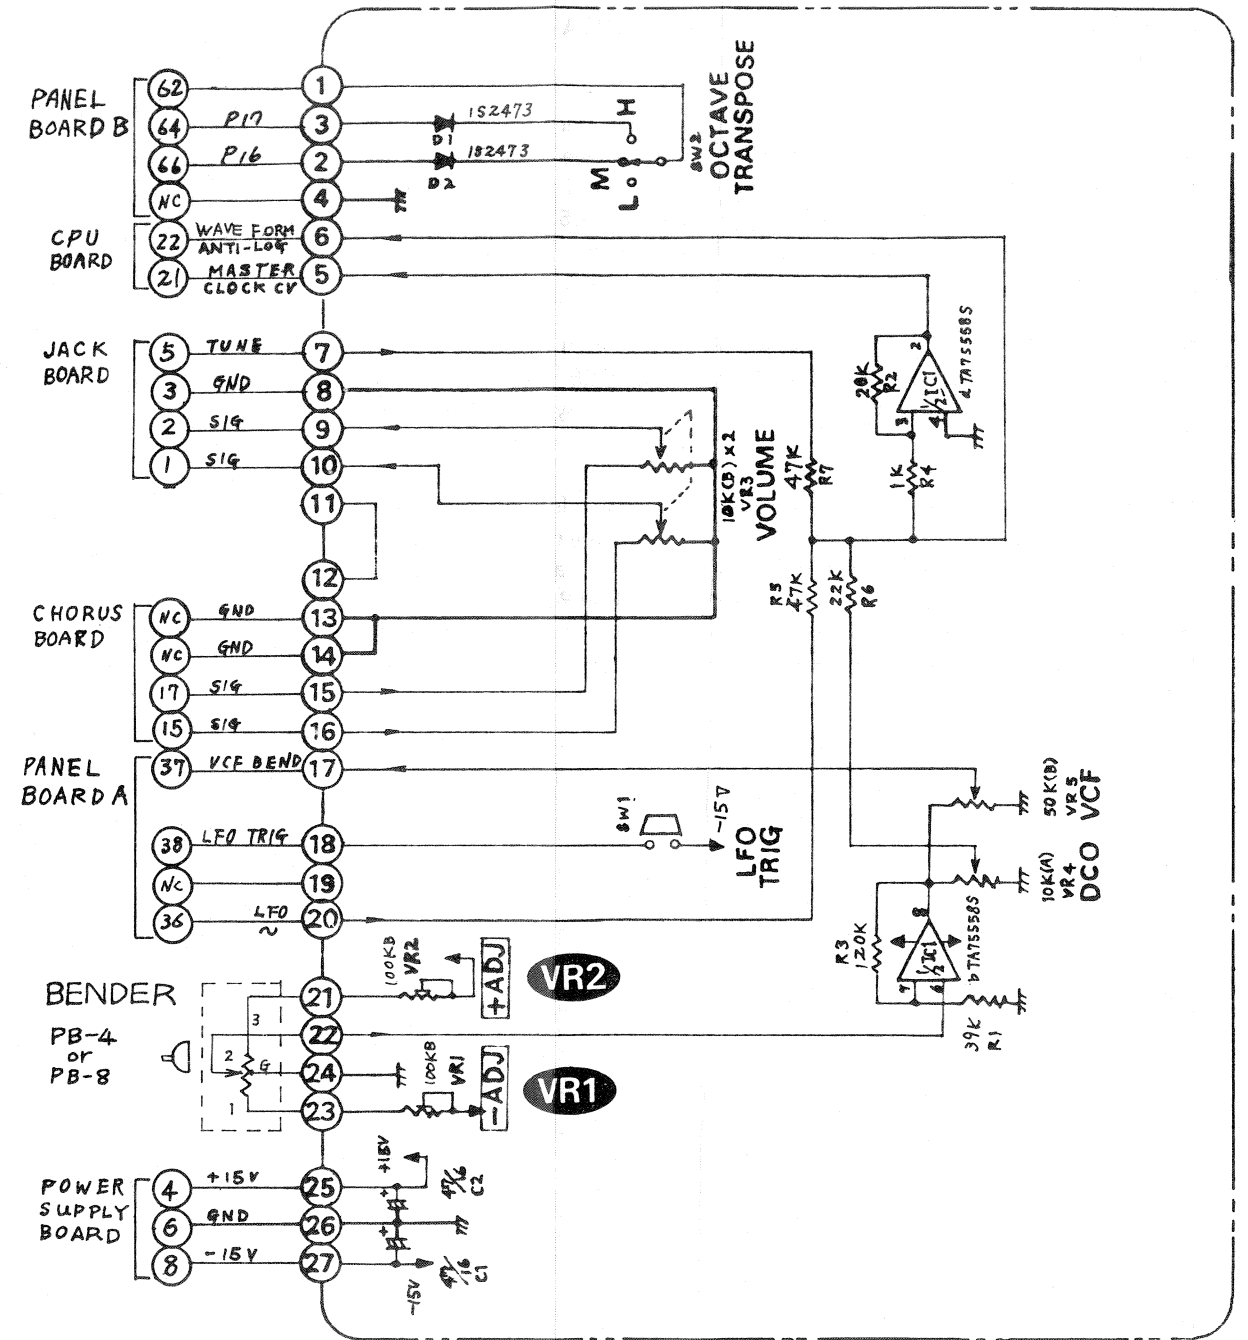 PANEL
BOARD B
62
1
64
P17
3
D1
1S2473
H
66
P16
2
D2
1S2473
M
L
SW2
OCTAVE
TRANSPOSE
NC
4
CPU
BOARD
22
WAVE FORM
ANTI-LOG
6
21
MASTER
CLOCK CV
5
JACK
BOARD
5
TUNE
7
3
GND
8
2
SIG
9
1
SIG
10
11
12
10K(B)×2
VR3
VOLUME
47K
R7
20K
R2
2
1/2 IC1
3
4
a TA75558S
1K
R4
R5
47K
22K
R6
CHORUS
BOARD
NC
GND
13
NC
GND
14
17
SIG
15
15
SIG
16
PANEL
BOARD A
37
VCF BEND
17
38
LFO TRIG
18
SW1
-15V
LFO
TRIG
NC
19
36
LFO
~
20
50K(B)
VR5
VCF
10K(A)
VR4
DCO
R3
120K
8
1/2 IC1
7
6
b TA75558S
39K
R1
BENDER
PB-4
or
PB-8
3
2
G
1
21
100KB
VR2
+ADJ
VR2
22
24
23
100KB
VR1
-ADJ
VR1
POWER
SUPPLY
BOARD
4
+15V
25
+15V
+
47/16
C2
6
GND
26
+
8
-15V
27
-15V
47/16
C1